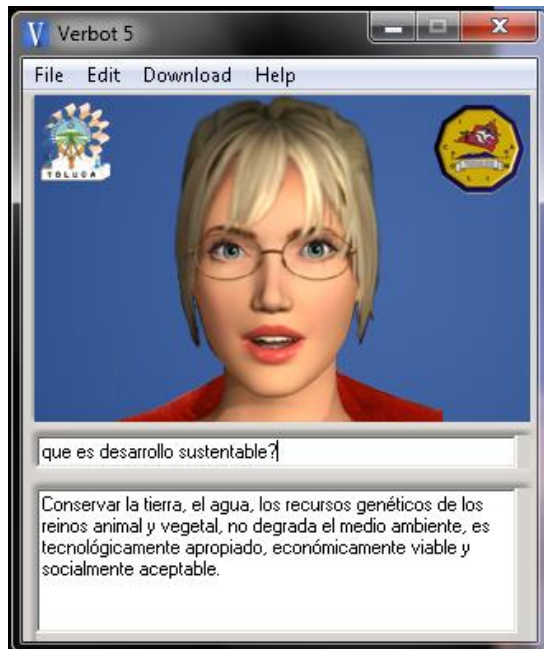 Verbot 5
File Edit Download Help
TOLUCA
que es desarrollo sustentable?
Conservar la tierra, el agua, los recursos genéticos de los
reinos animal y vegetal, no degrada el medio ambiente, es
tecnológicamente apropiado, económicamente viable y
socialmente aceptable.